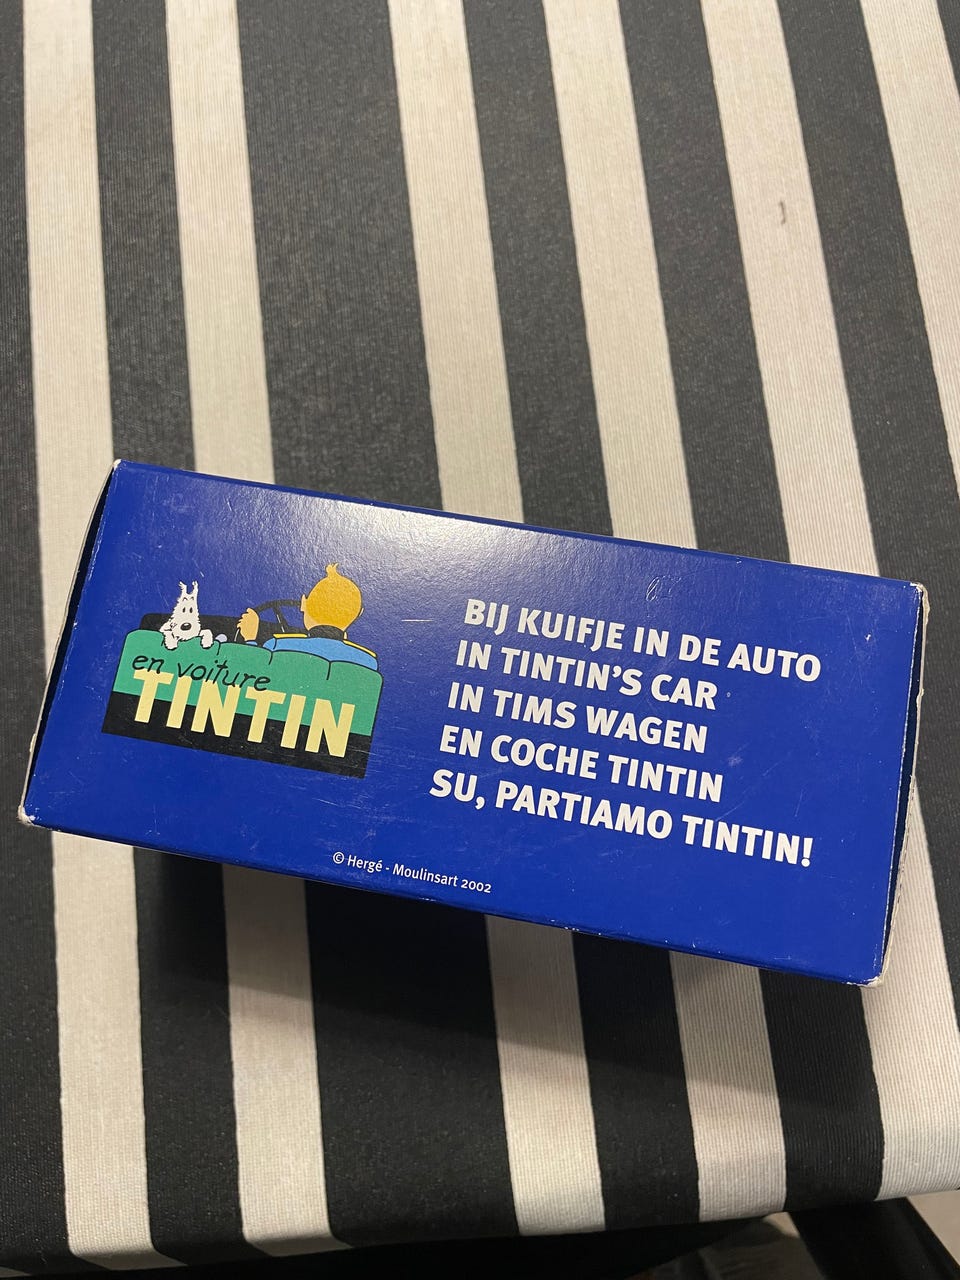 en voiture
TINTIN
BIJ KUIFJE IN DE AUTO
IN TINTIN'S CAR
IN TIMS WAGEN
EN COCHE TINTIN
SU, PARTIAMO TINTIN!
© Hergé - Moulinsart 2002